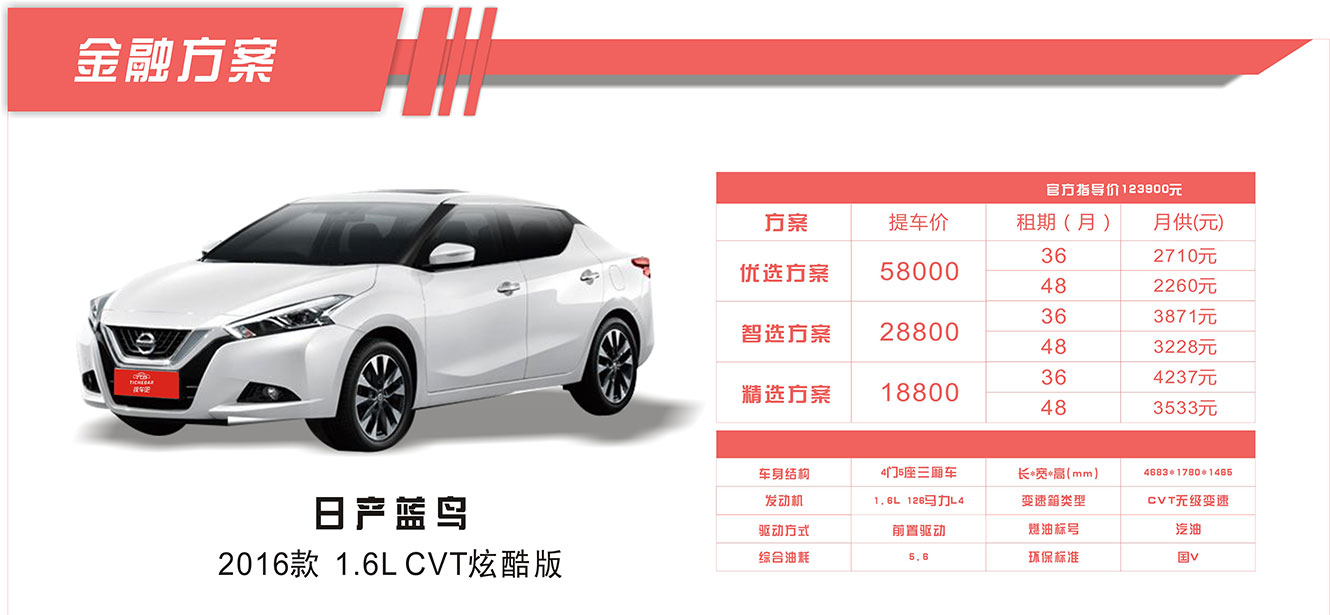 金融方案
官方指导价123900元
方案 提车价 租期（月） 月供(元)
优选方案 58000 36 2710元
48 2260元
智选方案 28800 36 3871元
48 3228元
精选方案 18800 36 4237元
48 3533元
车身结构 4门5座三厢车 长*宽*高(mm) 4683*1780*1465
发动机 1.6L 126马力L4 变速箱类型 CVT无级变速
驱动方式 前置驱动 燃油标号 汽油
综合油耗 5.6 环保标准 国V
TICHEBAR
提车吧
日产蓝鸟
2016款 1.6L CVT炫酷版